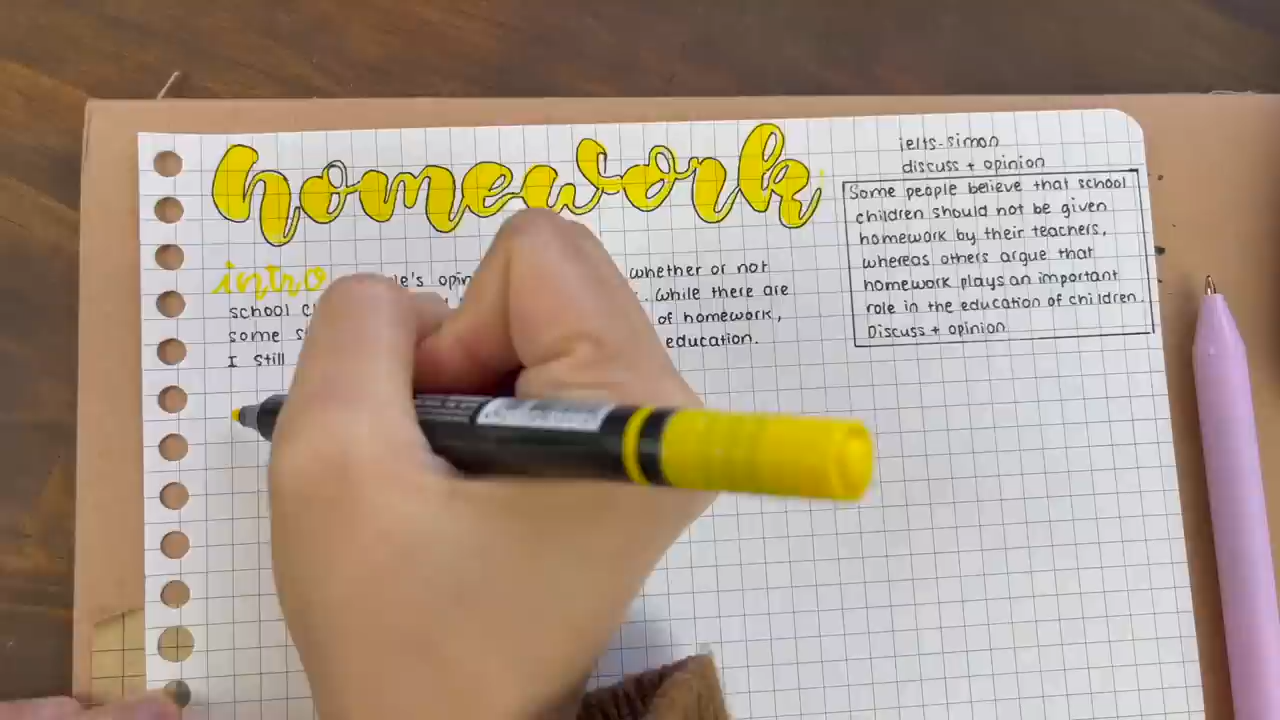 homework
ielts-simon
discuss + opinion
Some people believe that school
children should not be given
homework by their teachers,
whereas others argue that
homework plays an important
role in the education of children
Discuss + opinion
intro whether or not
school while there are
some of homework,
I still education.